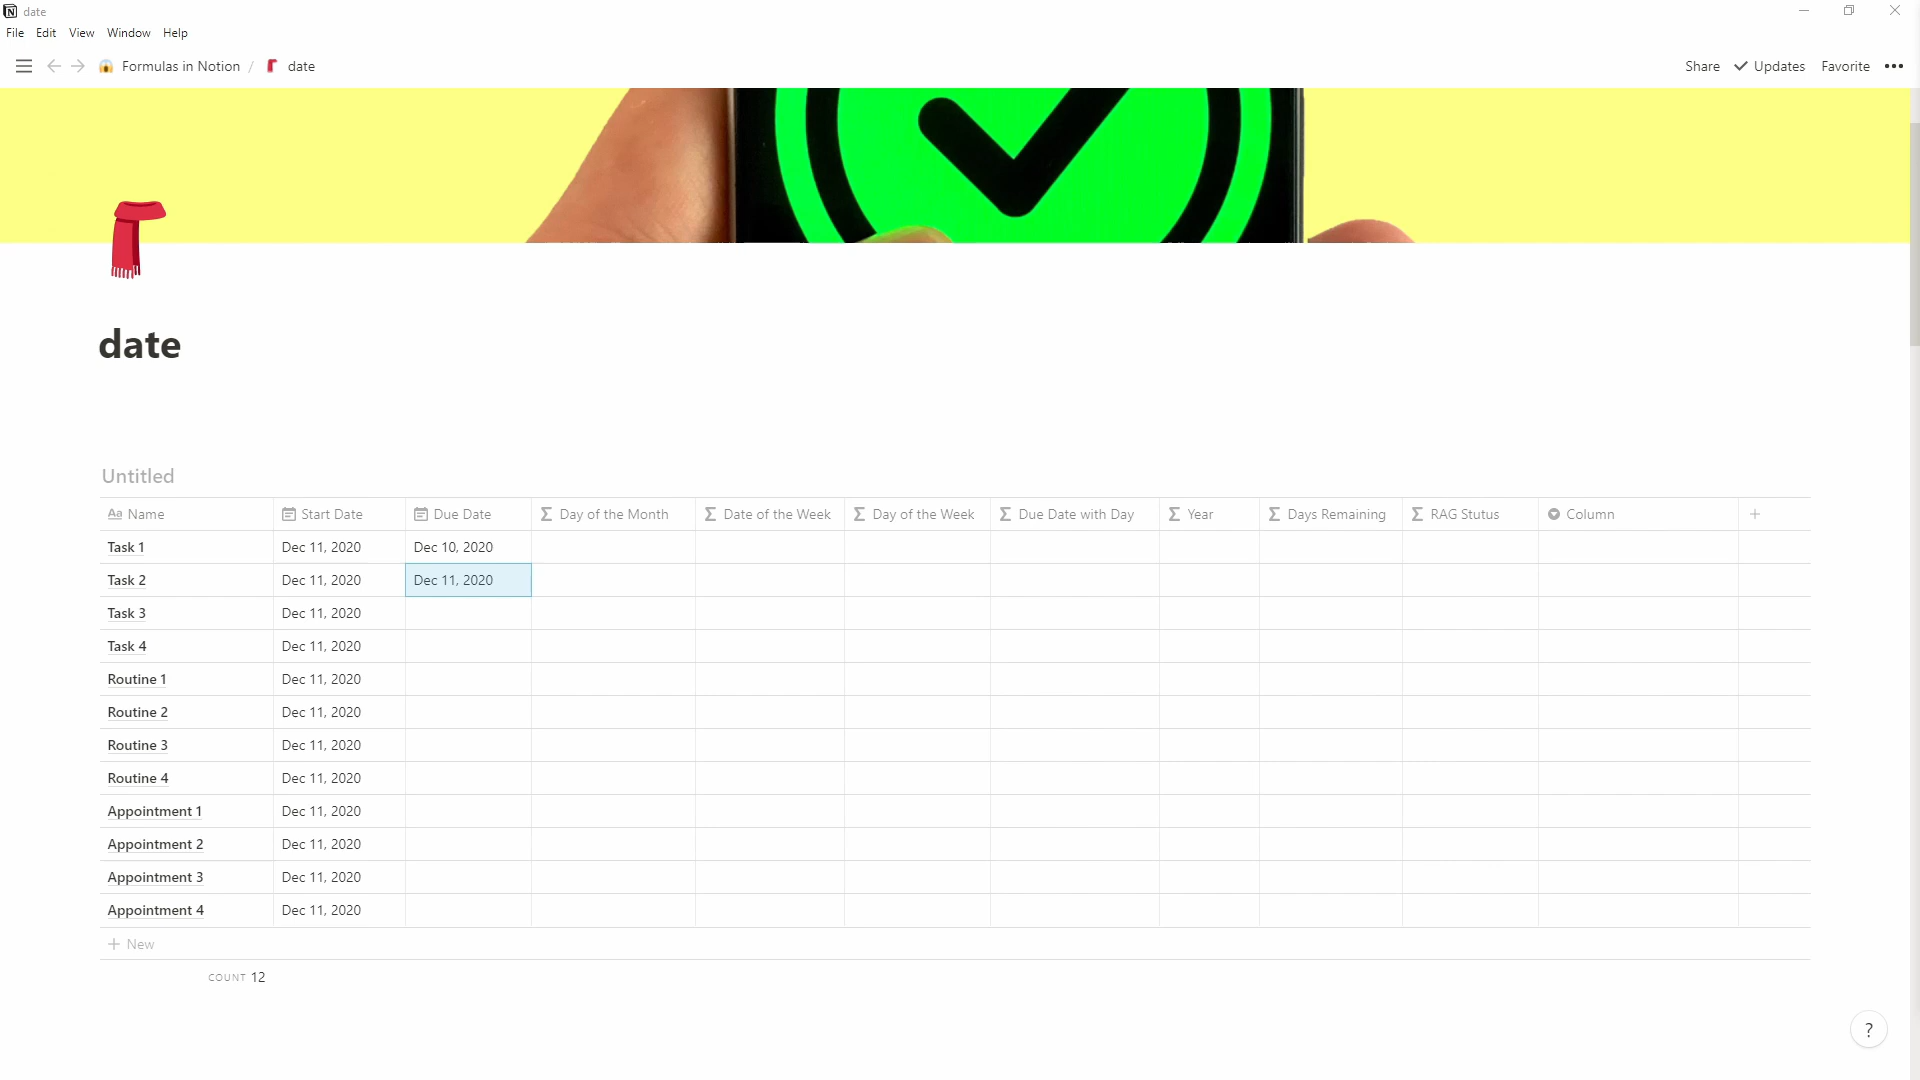 date
File Edit View Window Help
Formulas in Notion / date Share Updates Favorite
date
Untitled
Aa Name Start Date Due Date Day of the Month Date of the Week Day of the Week Due Date with Day Year Days Remaining RAG Stutus Column
Task 1 Dec 11, 2020 Dec 10, 2020
Task 2 Dec 11, 2020 Dec 11, 2020
Task 3 Dec 11, 2020
Task 4 Dec 11, 2020
Routine 1 Dec 11, 2020
Routine 2 Dec 11, 2020
Routine 3 Dec 11, 2020
Routine 4 Dec 11, 2020
Appointment 1 Dec 11, 2020
Appointment 2 Dec 11, 2020
Appointment 3 Dec 11, 2020
Appointment 4 Dec 11, 2020
+ New
COUNT 12
?